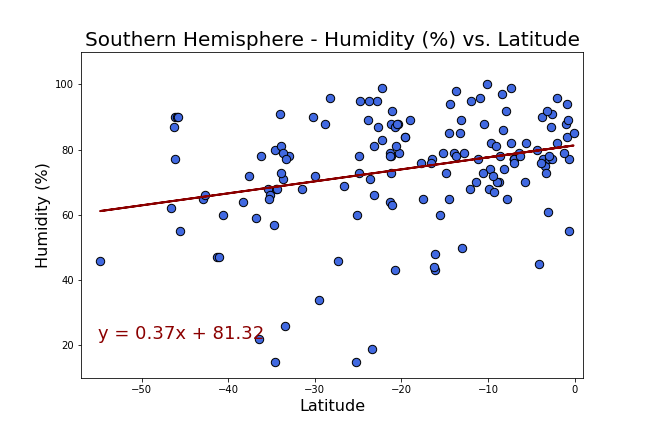 Southern Hemisphere - Humidity (%) vs. Latitude
Humidity (%)
100
80
60
40
20
y = 0.37x + 81.32
−50
−40
−30
−20
−10
0
Latitude